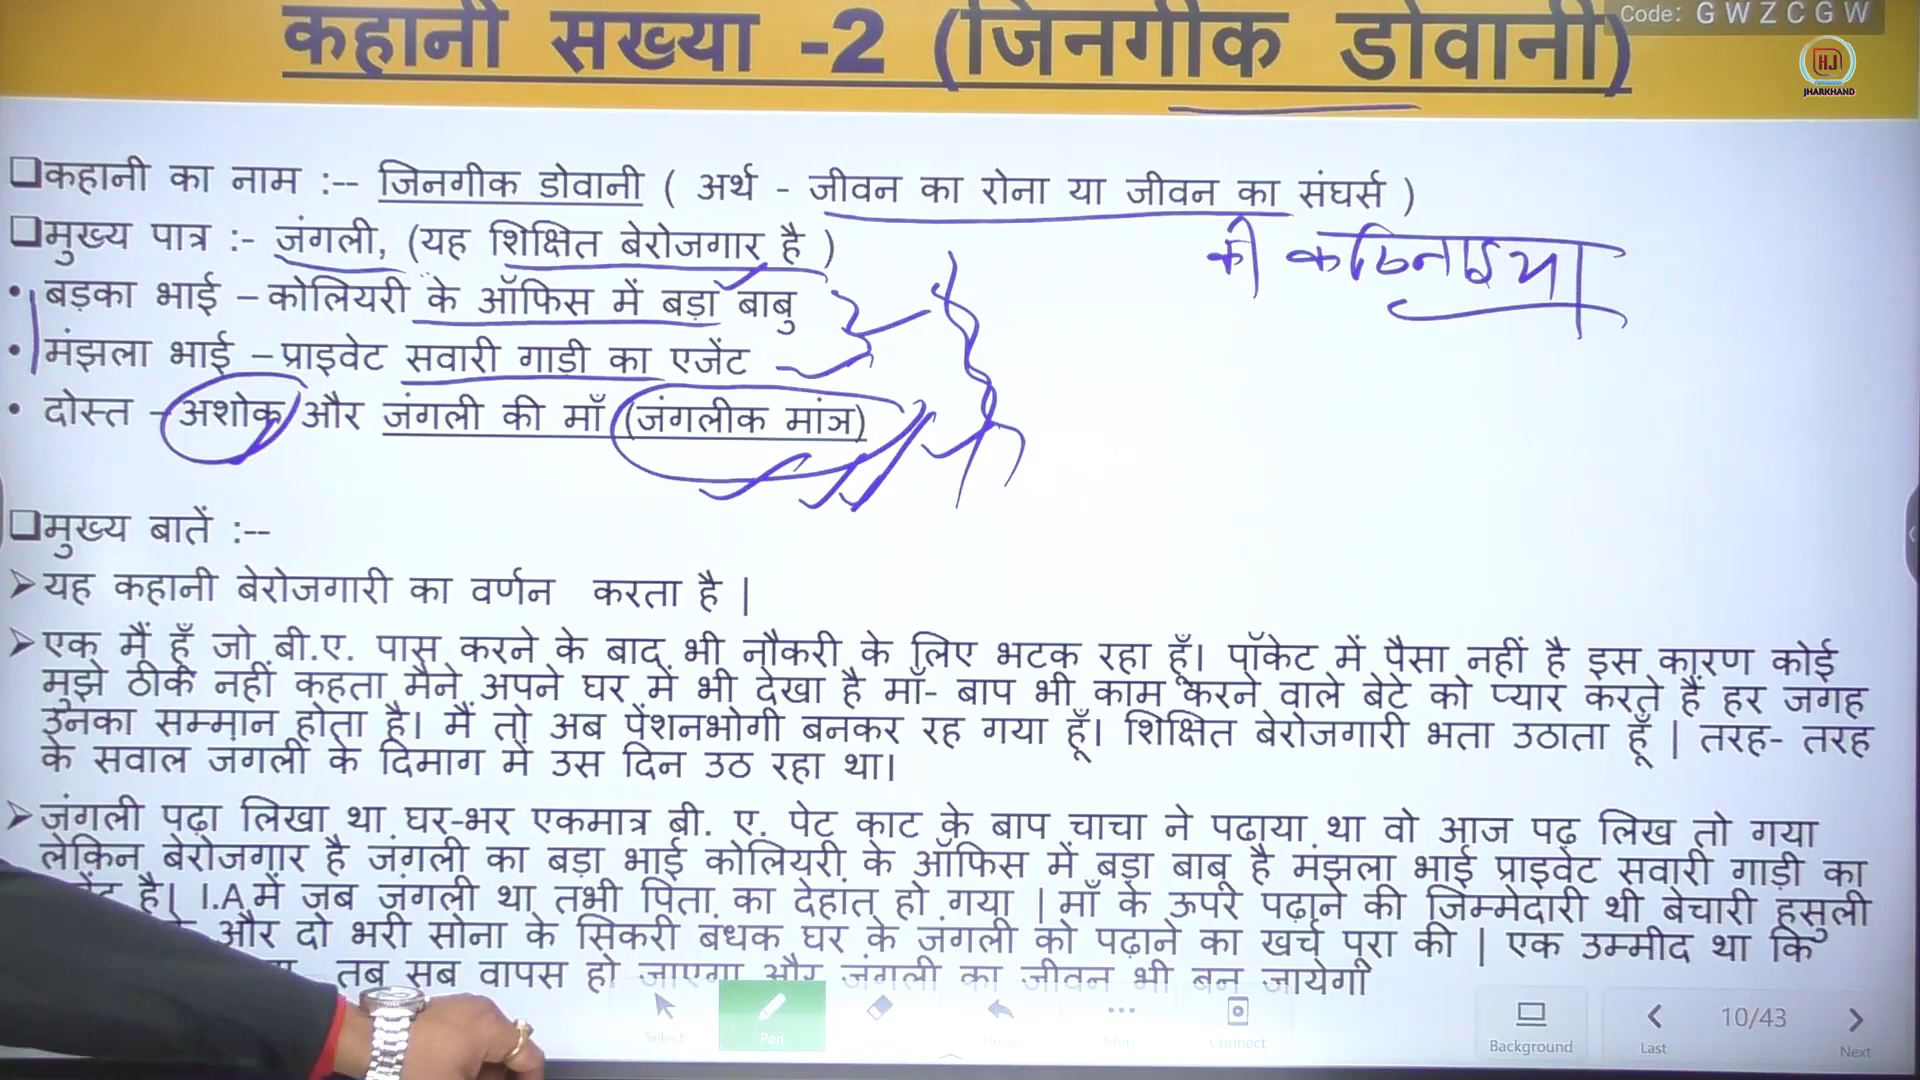 कहानी सख्या -2 (जिनगीक डोवानी)
Code: G W Z C G W
HJ
JHARKHAND
कहानी का नाम :-- जिनगीक डोवानी ( अर्थ - जीवन का रोना या जीवन का संघर्स )
की कठिनाइया
मुख्य पात्र :- जंगली, (यह शिक्षित बेरोजगार है )
• बड़का भाई – कोलियरी के ऑफिस में बड़ा बाबु
• मंझला भाई – प्राइवेट सवारी गाड़ी का एजेंट
• दोस्त – अशोक और जंगली की माँ (जंगलीक मांञ)
मुख्य बातें :--
यह कहानी बेरोजगारी का वर्णन करता है |
एक मैं हूँ जो बी.ए. पास करने के बाद भी नौकरी के लिए भटक रहा हूँ। पॉकेट में पैसा नहीं है इस कारण कोई
मुझे ठीक नहीं कहता मैने अपने घर में भी देखा है माँ- बाप भी काम करने वाले बेटे को प्यार करते हैं हर जगह
उनका सम्मान होता है। मैं तो अब पेंशनभोगी बनकर रह गया हूँ। शिक्षित बेरोजगारी भता उठाता हूँ | तरह- तरह
के सवाल जंगली के दिमाग में उस दिन उठ रहा था।
जंगली पढ़ा लिखा था घर-भर एकमात्र बी. ए. पेट काट के बाप चाचा ने पढाया था वो आज पढ़ लिख तो गया
लेकिन बेरोजगार है जंगली का बड़ा भाई कोलियरी के ऑफिस में बड़ा बाबु है मंझला भाई प्राइवेट सवारी गाड़ी का
है। I.A में जब जंगली था तभी पिता का देहांत हो गया | माँ के ऊपर पढ़ाने की जिम्मेदारी थी बेचारी हसुली
और दो भरी सोना के सिकरी बंधक घर के जंगली को पढ़ाने का खर्च पूरा की | एक उम्मीद था कि
तब सब वापस हो जाएगा और जंगली का जीवन भी बन जायेगा
Select
Pen
Connect
Background
Last
10/43
Next